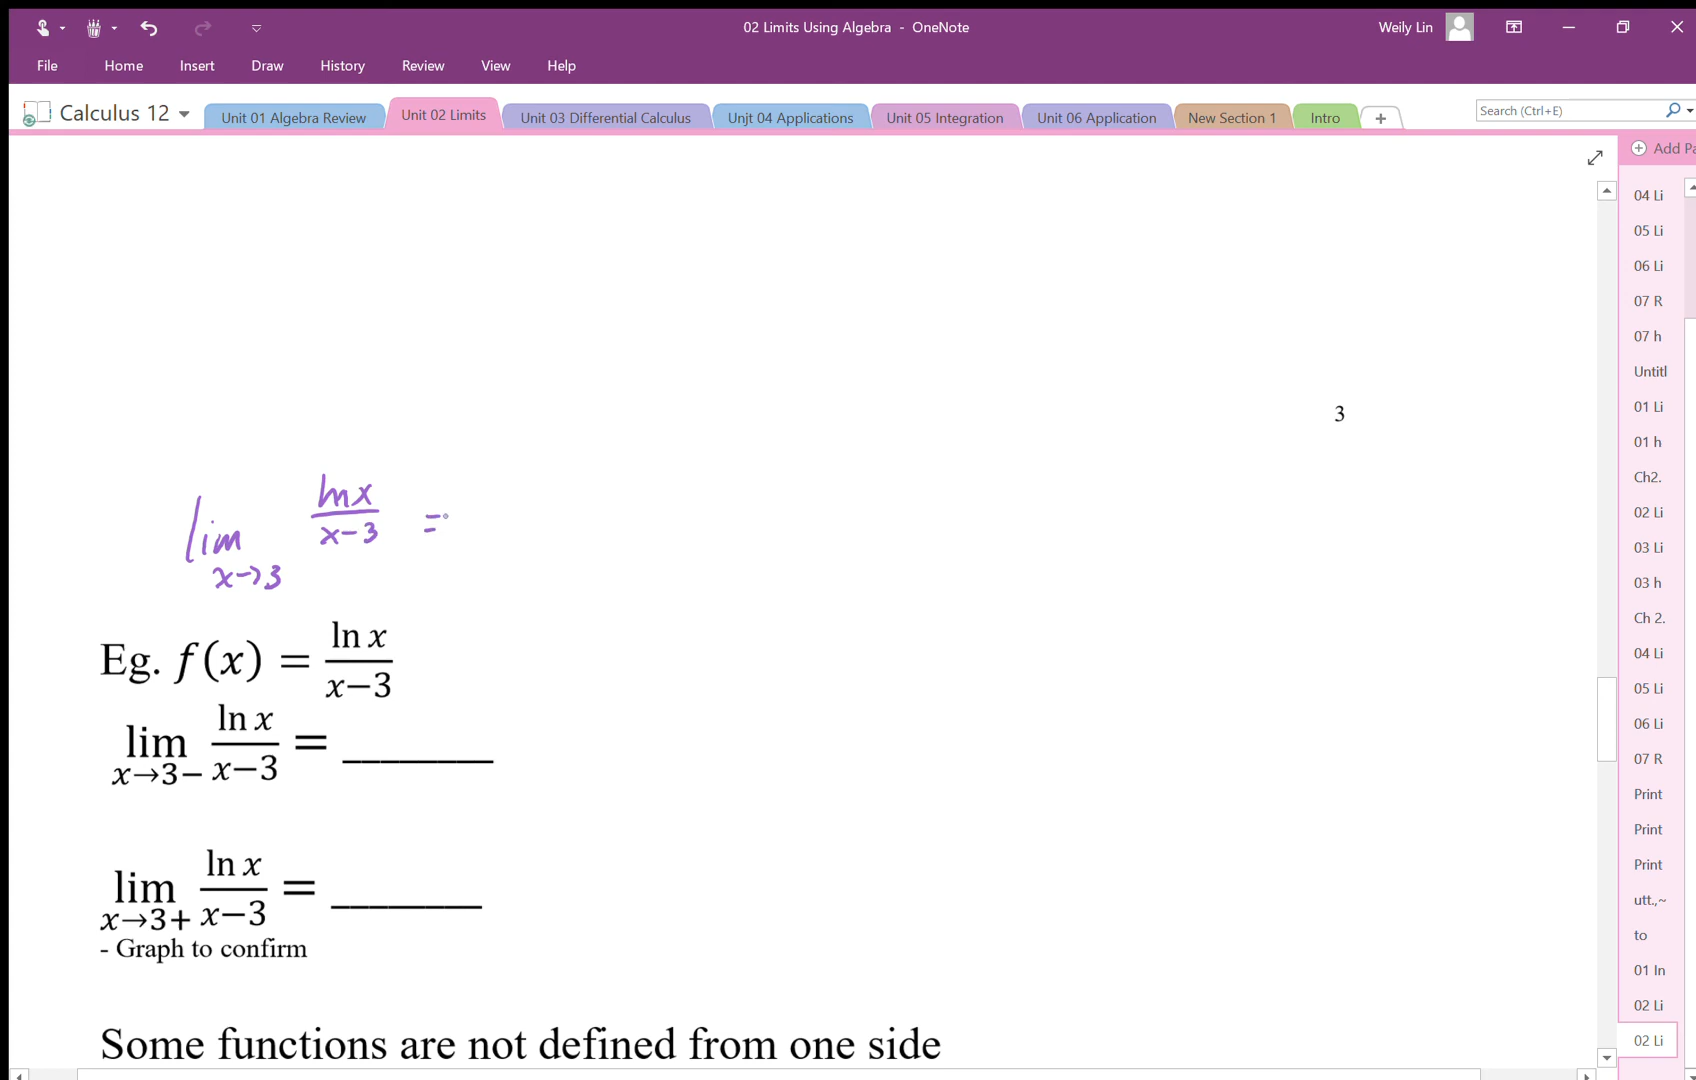 02 Limits Using Algebra - OneNote
Weily Lin
File Home Insert Draw History Review View Help
Calculus 12
Unit 01 Algebra Review
Unit 02 Limits
Unit 03 Differential Calculus
Unjt 04 Applications
Unit 05 Integration
Unit 06 Application
New Section 1
Intro
+
Search (Ctrl+E)
Add Pa
04 Li
05 Li
06 Li
07 R
07 h
Untitl
01 Li
01 h
Ch2.
02 Li
03 Li
03 h
Ch 2.
04 Li
05 Li
06 Li
07 R
Print
Print
Print
utt.,~
to
01 In
02 Li
02 Li
3
lim x→3 ln x / x-3 =
Eg. f(x) = ln x / x−3
lim x→3− ln x / x−3 = ________
lim x→3+ ln x / x−3 = ________
- Graph to confirm
Some functions are not defined from one side